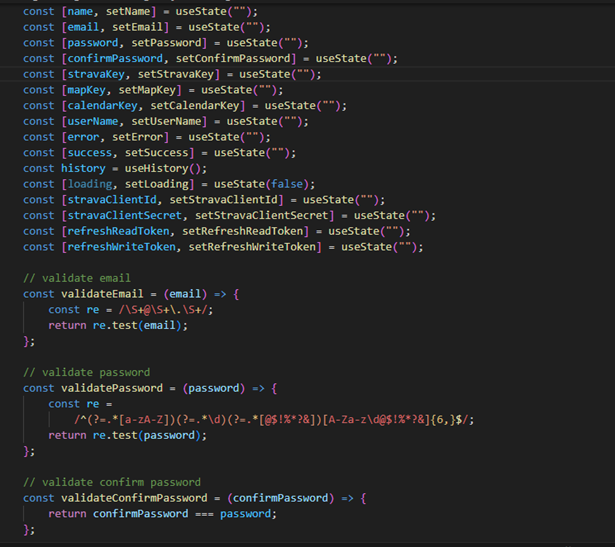 const [name, setName] = useState("");
const [email, setEmail] = useState("");
const [password, setPassword] = useState("");
const [confirmPassword, setConfirmPassword] = useState("");
const [stravaKey, setStravaKey] = useState("");
const [mapKey, setMapKey] = useState("");
const [calendarKey, setCalendarKey] = useState("");
const [userName, setUserName] = useState("");
const [error, setError] = useState("");
const [success, setSuccess] = useState("");
const history = useHistory();
const [loading, setLoading] = useState(false);
const [stravaClientId, setStravaClientId] = useState("");
const [stravaClientSecret, setStravaClientSecret] = useState("");
const [refreshReadToken, setRefreshReadToken] = useState("");
const [refreshWriteToken, setRefreshWriteToken] = useState("");
// validate email
const validateEmail = (email) => {
const re = /\S+@\S+\.\S+/;
return re.test(email);
};
// validate password
const validatePassword = (password) => {
const re =
/^(?=.*[a-zA-Z])(?=.*\d)(?=.*[@$!%*?&])[A-Za-z\d@$!%*?&]{6,}$/;
return re.test(password);
};
// validate confirm password
const validateConfirmPassword = (confirmPassword) => {
return confirmPassword === password;
};